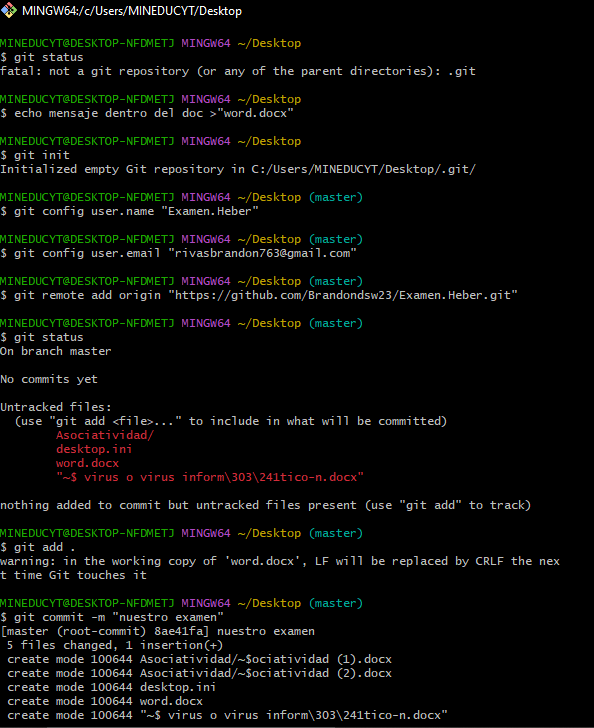 MINGW64:/c/Users/MINEDUCYT/Desktop
MINEDUCYT@DESKTOP-NFDMETJ MINGW64 ~/Desktop
$ git status
fatal: not a git repository (or any of the parent directories): .git
MINEDUCYT@DESKTOP-NFDMETJ MINGW64 ~/Desktop
$ echo mensaje dentro del doc >"word.docx"
MINEDUCYT@DESKTOP-NFDMETJ MINGW64 ~/Desktop
$ git init
Initialized empty Git repository in C:/Users/MINEDUCYT/Desktop/.git/
MINEDUCYT@DESKTOP-NFDMETJ MINGW64 ~/Desktop (master)
$ git config user.name "Examen.Heber"
MINEDUCYT@DESKTOP-NFDMETJ MINGW64 ~/Desktop (master)
$ git config user.email "rivasbrandon763@gmail.com"
MINEDUCYT@DESKTOP-NFDMETJ MINGW64 ~/Desktop (master)
$ git remote add origin "https://github.com/Brandondsw23/Examen.Heber.git"
MINEDUCYT@DESKTOP-NFDMETJ MINGW64 ~/Desktop (master)
$ git status
On branch master
No commits yet
Untracked files:
(use "git add <file>..." to include in what will be committed)
Asociatividad/
desktop.ini
word.docx
"~$ virus o virus inform\303\241tico-n.docx"
nothing added to commit but untracked files present (use "git add" to track)
MINEDUCYT@DESKTOP-NFDMETJ MINGW64 ~/Desktop (master)
$ git add .
warning: in the working copy of 'word.docx', LF will be replaced by CRLF the nex
t time Git touches it
MINEDUCYT@DESKTOP-NFDMETJ MINGW64 ~/Desktop (master)
$ git commit -m "nuestro examen"
[master (root-commit) 8ae41fa] nuestro examen
5 files changed, 1 insertion(+)
create mode 100644 Asociatividad/~$ociatividad (1).docx
create mode 100644 Asociatividad/~$ociatividad (2).docx
create mode 100644 desktop.ini
create mode 100644 word.docx
create mode 100644 "~$ virus o virus inform\303\241tico-n.docx"